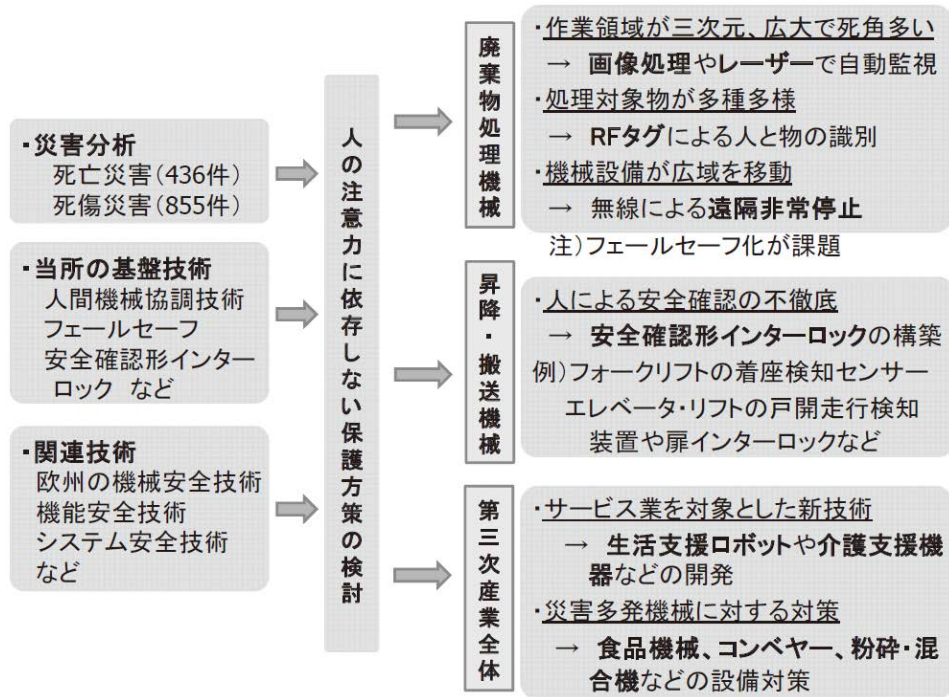 ・災害分析
死亡災害(436件)
死傷災害(855件)
・当所の基盤技術
人間機械協調技術
フェールセーフ
安全確認形インター
ロック など
・関連技術
欧州の機械安全技術
機能安全技術
システム安全技術
など
人の注意力に依存しない保護方策の検討
廃棄物処理機械
・作業領域が三次元、広大で死角多い
→ 画像処理やレーザーで自動監視
・処理対象物が多種多様
→ RFタグによる人と物の識別
・機械設備が広域を移動
→ 無線による遠隔非常停止
注)フェールセーフ化が課題
昇降・搬送機械
・人による安全確認の不徹底
→ 安全確認形インターロックの構築
例)フォークリフトの着座検知センサー
エレベータ・リフトの戸開走行検知
装置や扉インターロックなど
第三次産業全体
・サービス業を対象とした新技術
→ 生活支援ロボットや介護支援機
器などの開発
・災害多発機械に対する対策
→ 食品機械、コンベヤー、粉砕・混
合機などの設備対策